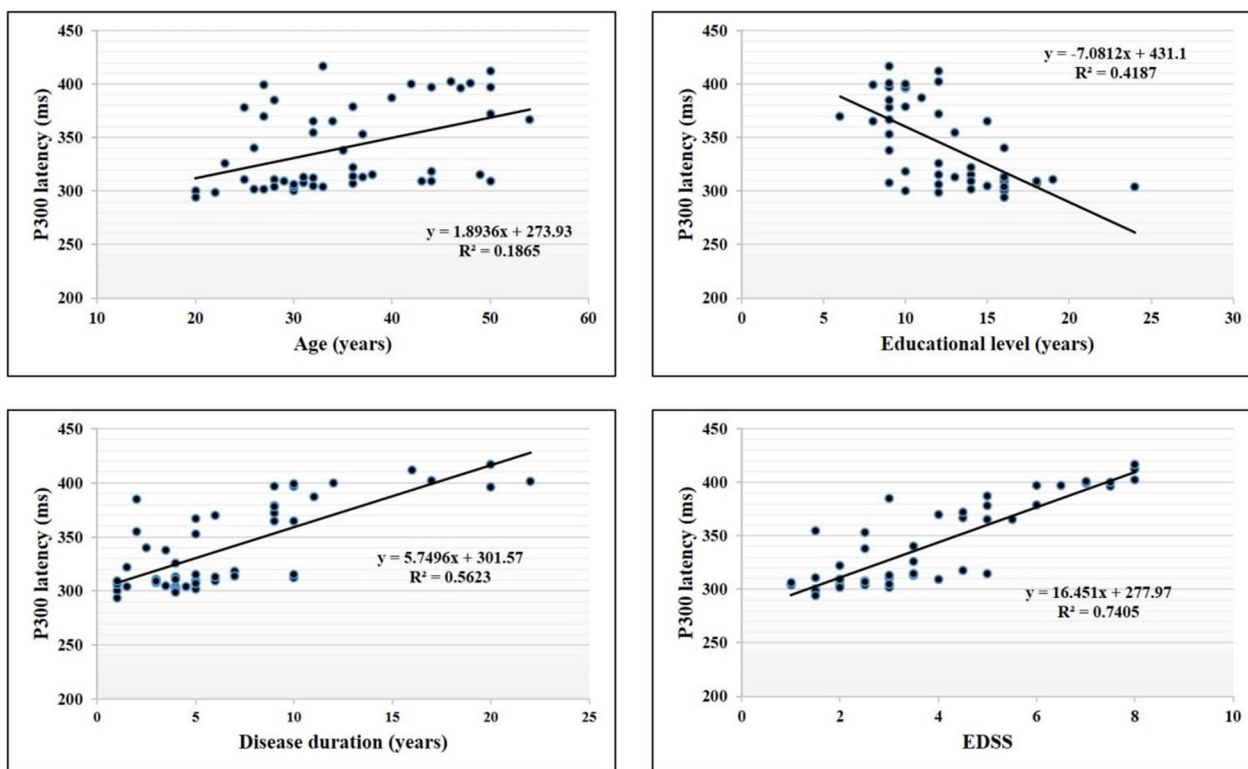 450
400
350
300
250
200
P300 latency (ms)
y = 1.8936x + 273.93
R² = 0.1865
10 20 30 40 50 60
Age (years)
450
400
350
300
250
200
P300 latency (ms)
y = -7.0812x + 431.1
R² = 0.4187
0 5 10 15 20 25 30
Educational level (years)
450
400
350
300
250
200
P300 latency (ms)
y = 5.7496x + 301.57
R² = 0.5623
0 5 10 15 20 25
Disease duration (years)
450
400
350
300
250
200
P300 latency (ms)
y = 16.451x + 277.97
R² = 0.7405
0 2 4 6 8 10
EDSS